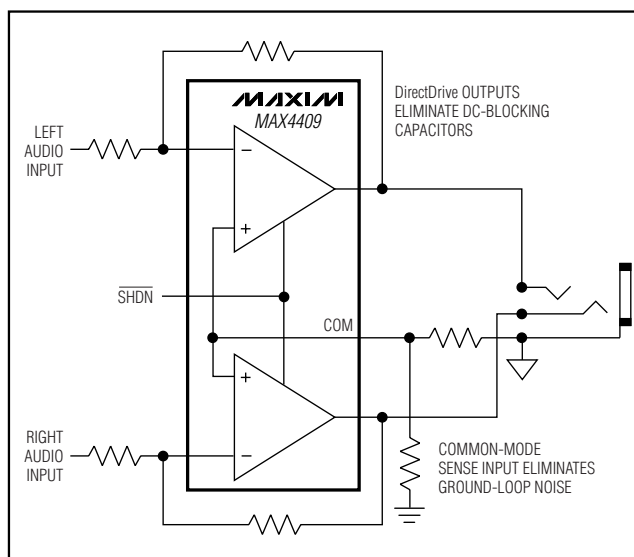 MAXIM
MAX4409
DirectDrive OUTPUTS
ELIMINATE DC-BLOCKING
CAPACITORS
LEFT
AUDIO
INPUT
−
+
SHDN
COM
+
−
RIGHT
AUDIO
INPUT
COMMON-MODE
SENSE INPUT ELIMINATES
GROUND-LOOP NOISE